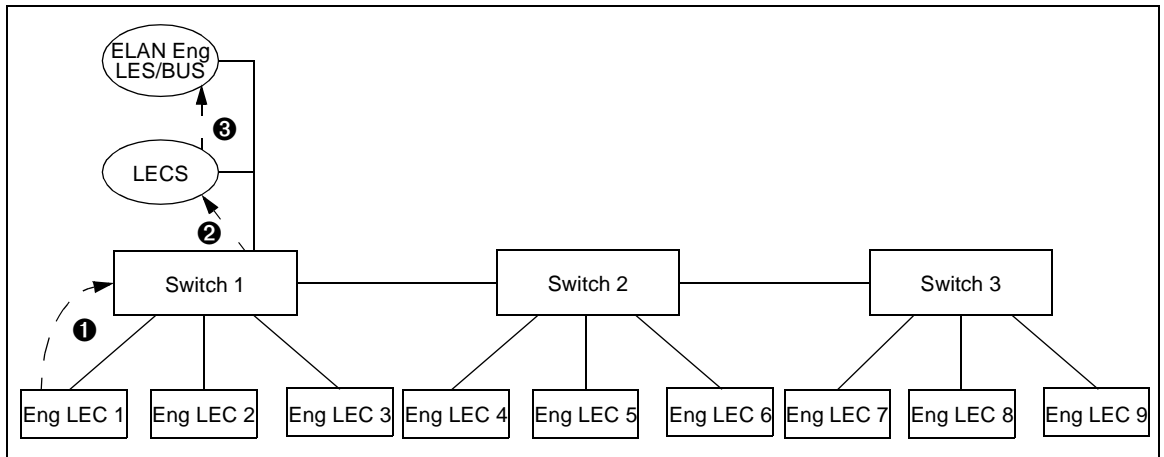 ELAN Eng
LES/BUS
❸
LECS
❷
Switch 1
Switch 2
Switch 3
❶
Eng LEC 1
Eng LEC 2
Eng LEC 3
Eng LEC 4
Eng LEC 5
Eng LEC 6
Eng LEC 7
Eng LEC 8
Eng LEC 9